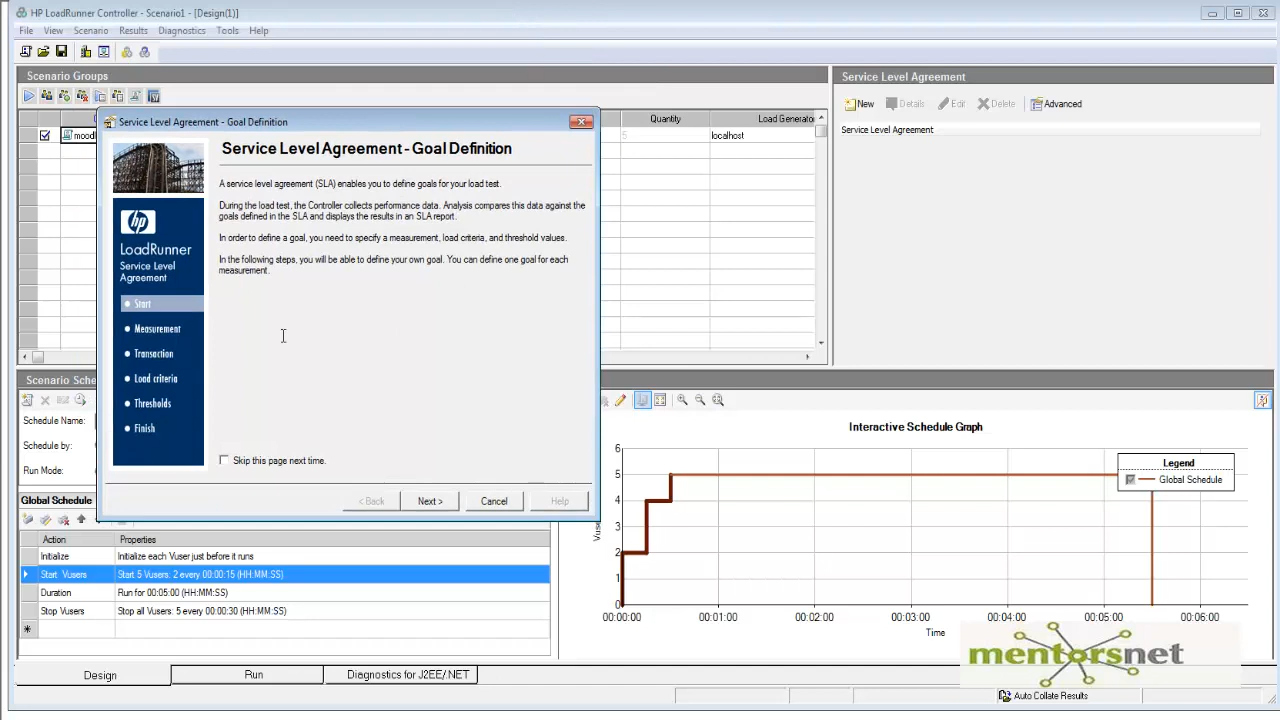 HP LoadRunner Controller - Scenario1 - [Design(1)]
File View Scenario Results Diagnostics Tools Help
Scenario Groups
Service Level Agreement
New Details Edit Delete Advanced
Service Level Agreement
Quantity Load Generator
5 localhost
Service Level Agreement - Goal Definition
Service Level Agreement - Goal Definition
A service level agreement (SLA) enables you to define goals for your load test.
During the load test, the Controller collects performance data. Analysis compares this data against the
goals defined in the SLA and displays the results in an SLA report.
In order to define a goal, you need to specify a measurement, load criteria, and threshold values.
In the following steps, you will be able to define your own goal. You can define one goal for each
measurement.
hp
LoadRunner
Service Level
Agreement
Start
Measurement
Transaction
Load criteria
Thresholds
Finish
Skip this page next time.
< Back Next > Cancel Help
Schedule Name:
Schedule by:
Run Mode:
Global Schedule
Action Properties
Initialize Initialize each Vuser just before it runs
Start Vusers Start 5 Vusers: 2 every 00:00:15 (HH:MM:SS)
Duration Run for 00:05:00 (HH:MM:SS)
Stop Vusers Stop all Vusers: 5 every 00:00:30 (HH:MM:SS)
Interactive Schedule Graph
Legend
Global Schedule
6
5
4
3
2
1
0
00:00:00 00:01:00 00:02:00 00:03:00 00:04:00 00:05:00 00:06:00
Time
mentorsnet
Design Run Diagnostics for J2EE/.NET
Auto Collate Results